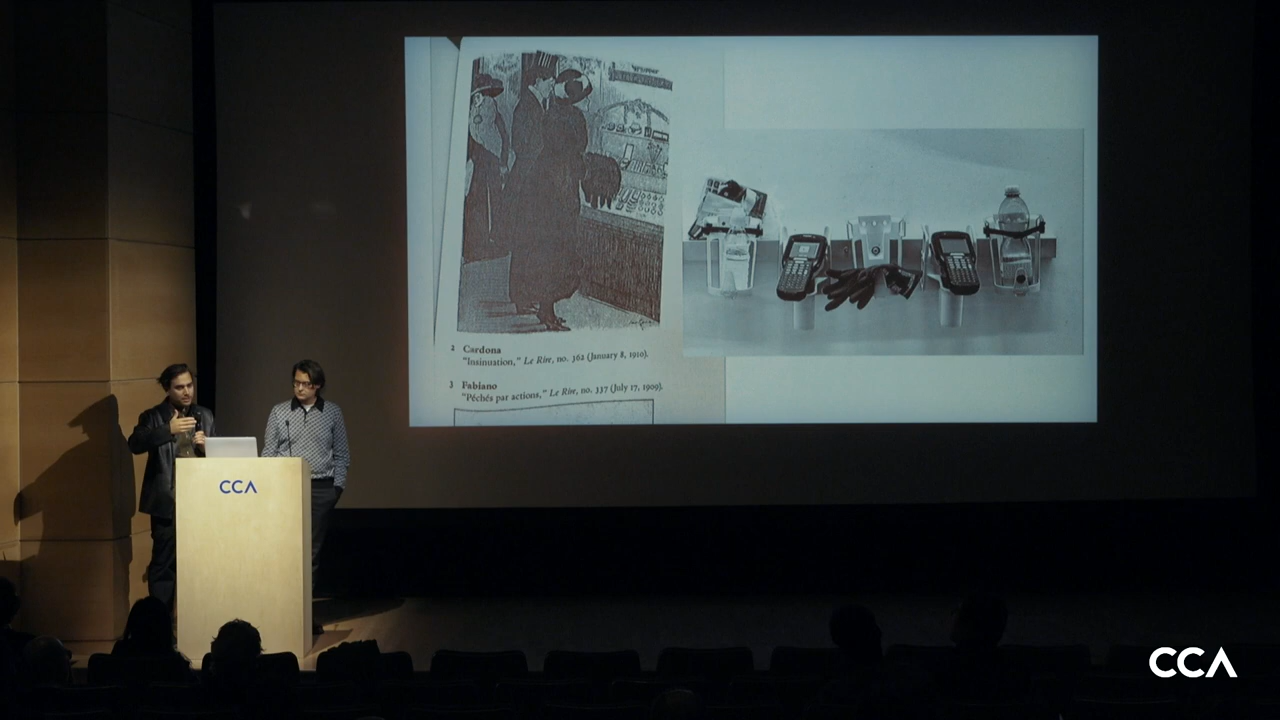 2 Cardona
"Insinuation," Le Rire, no. 362 (January 8, 1910).
3 Fabiano
"Péchés par actions," Le Rire, no. 337 (July 17, 1909).
CCA
CCA